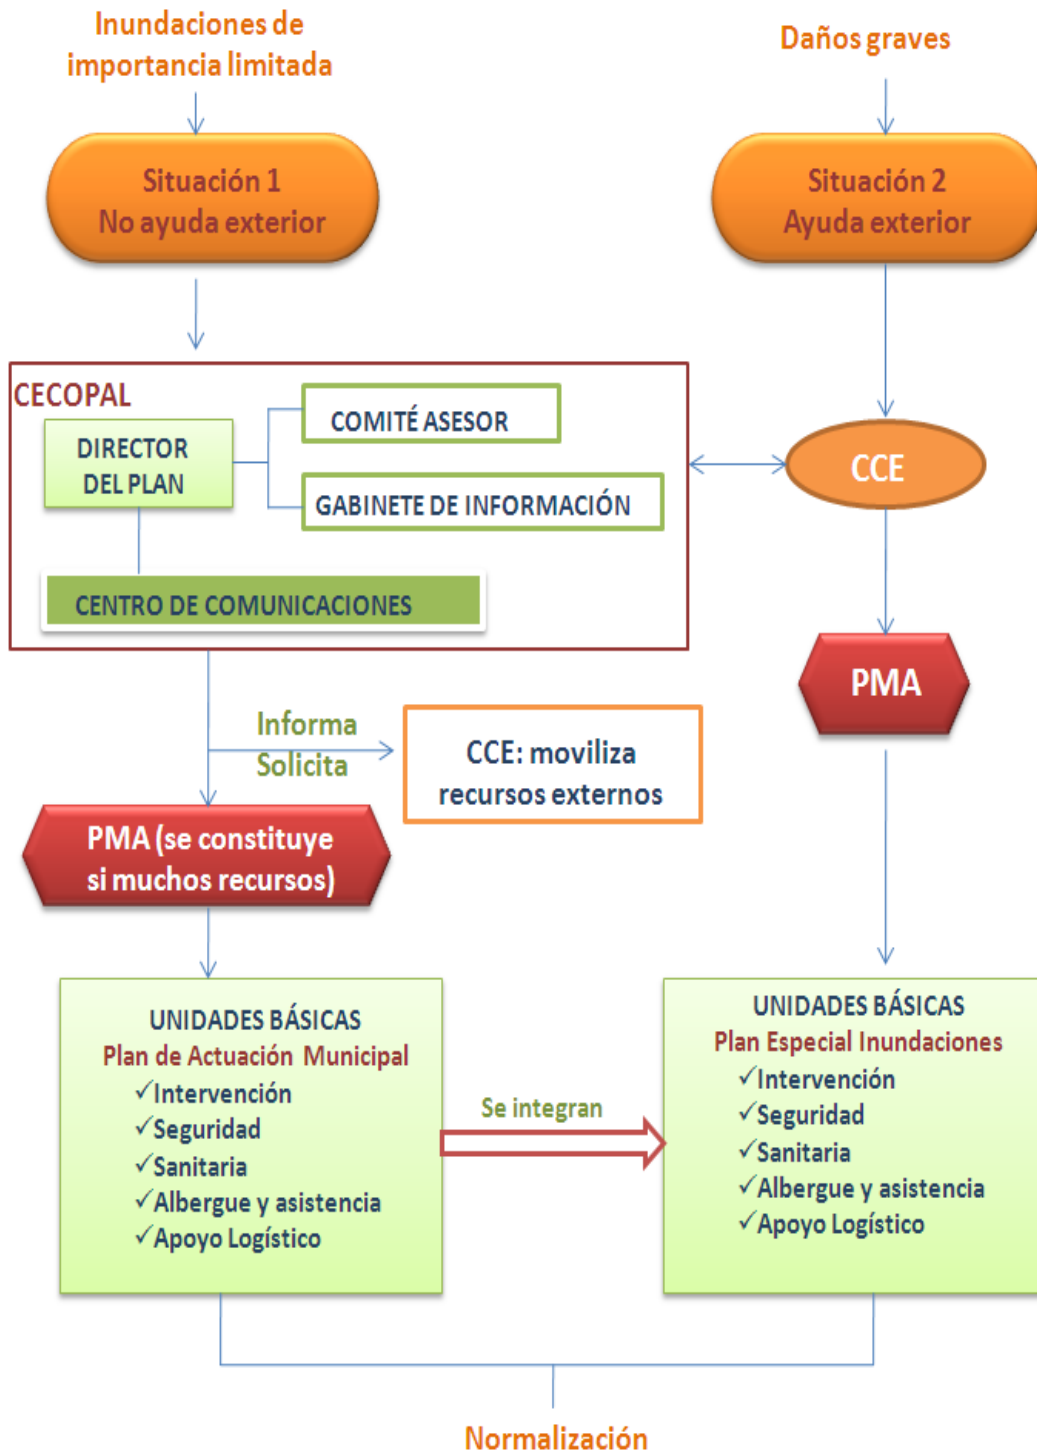 Inundaciones de
importancia limitada
Daños graves
Situación 1
No ayuda exterior
Situación 2
Ayuda exterior
CECOPAL
DIRECTOR
DEL PLAN
COMITÉ ASESOR
GABINETE DE INFORMACIÓN
CENTRO DE COMUNICACIONES
CCE
PMA
Informa
Solicita
CCE: moviliza
recursos externos
PMA (se constituye
si muchos recursos)
UNIDADES BÁSICAS
Plan de Actuación Municipal
✓Intervención
✓Seguridad
✓Sanitaria
✓Albergue y asistencia
✓Apoyo Logístico
Se integran
UNIDADES BÁSICAS
Plan Especial Inundaciones
✓Intervención
✓Seguridad
✓Sanitaria
✓Albergue y asistencia
✓Apoyo Logístico
Normalización